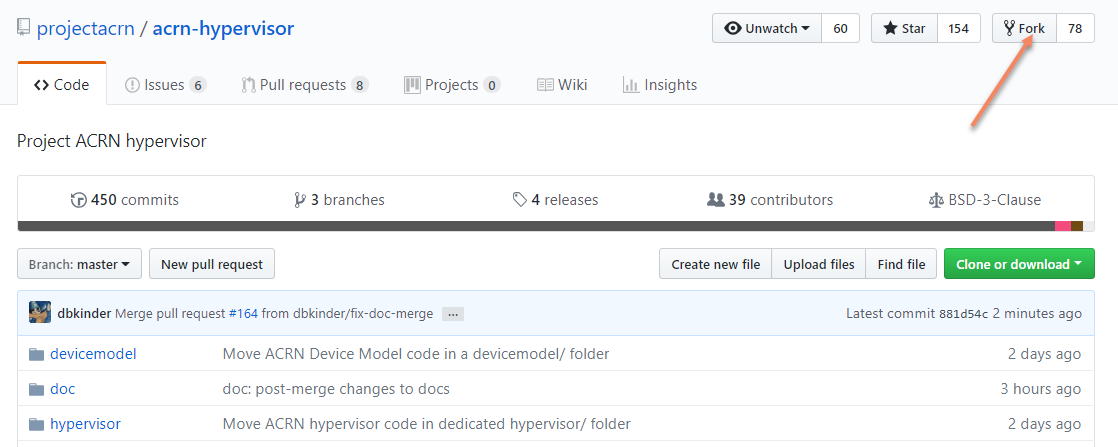 projectacrn / acrn-hypervisor Unwatch 60 Star 154 Fork 78
Code Issues 6 Pull requests 8 Projects 0 Wiki Insights
Project ACRN hypervisor
450 commits 3 branches 4 releases 39 contributors BSD-3-Clause
Branch: master New pull request Create new file Upload files Find file Clone or download
dbkinder Merge pull request #164 from dbkinder/fix-doc-merge ... Latest commit 881d54c 2 minutes ago
devicemodel Move ACRN Device Model code in a devicemodel/ folder 2 days ago
doc doc: post-merge changes to docs 3 hours ago
hypervisor Move ACRN hypervisor code in dedicated hypervisor/ folder 2 days ago